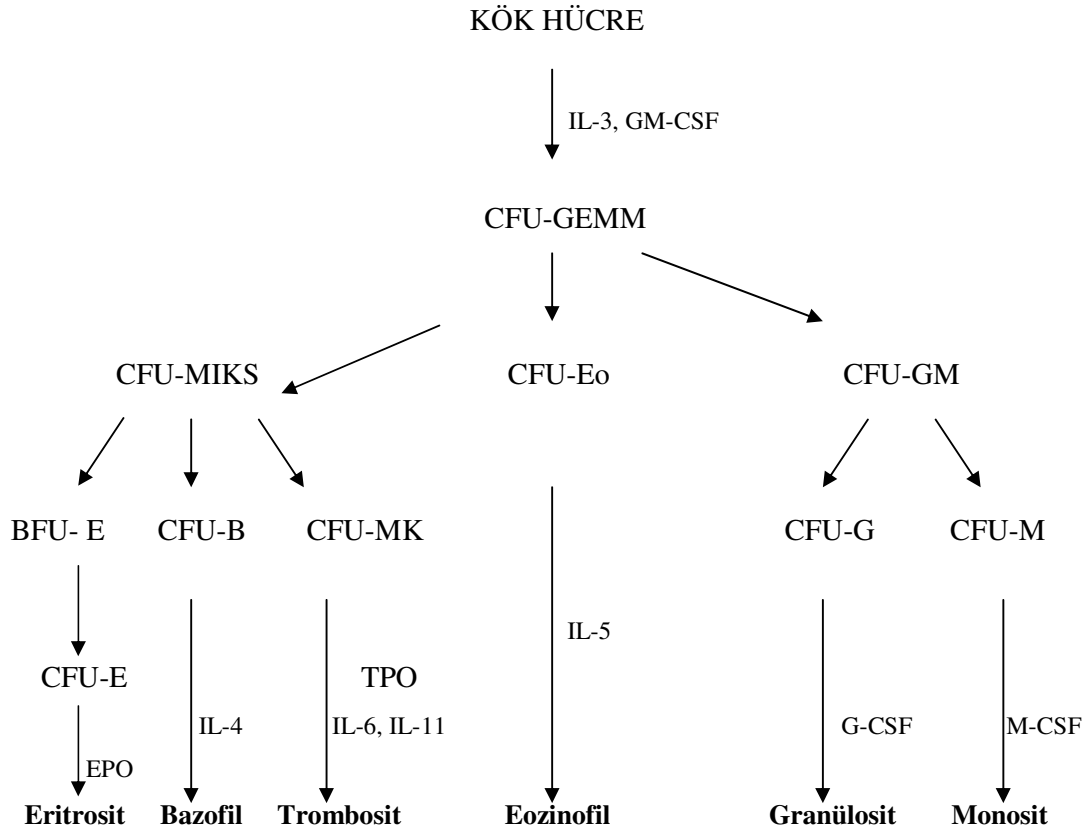 KÖK HÜCRE
IL-3, GM-CSF
CFU-GEMM
CFU-MIKS CFU-Eo CFU-GM
BFU- E CFU-B CFU-MK CFU-G CFU-M
IL-5
CFU-E TPO
IL-4 IL-6, IL-11 G-CSF M-CSF
EPO
Eritrosit Bazofil Trombosit Eozinofil Granülosit Monosit